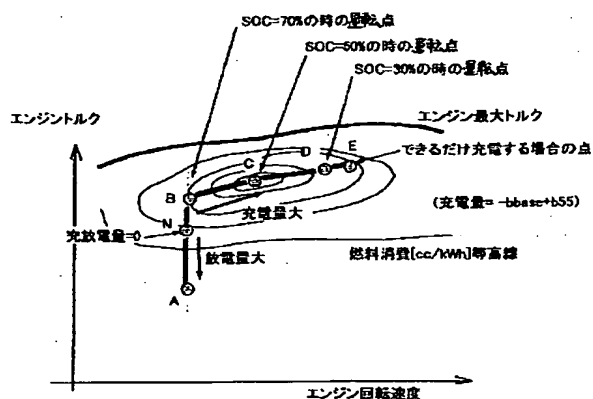 SOC=70%の時の運転点
SOC=50%の時の運転点
SOC=30%の時の運転点
エンジントルク
エンジン最大トルク
D
E
C
できるだけ充電する場合の点
B
充電量大
(充電量= -bbase+b55)
N
充放電量=0
放電量大
燃料消費[cc/kWh]等高線
A
エンジン回転速度